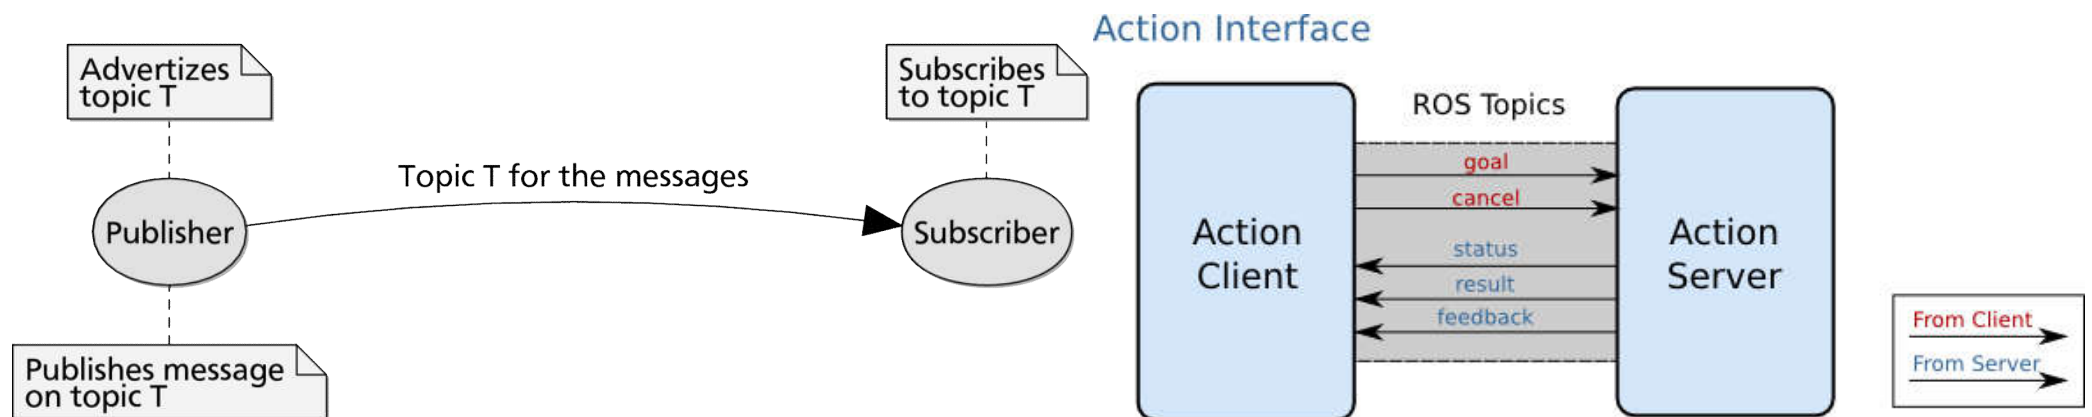 Advertizes
topic T
Topic T for the messages
Publisher
Publishes message
on topic T
Subscribes
to topic T
Subscriber
Action Interface
ROS Topics
Action
Client
goal
cancel
status
result
feedback
Action
Server
From Client
From Server